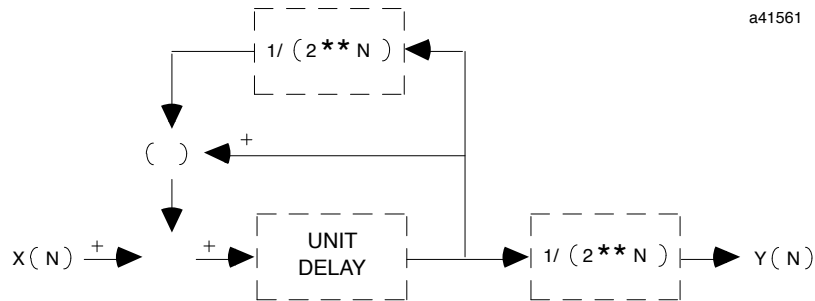 a41561
1/ ( 2 ** N )
+
( )
X ( N ) + +
UNIT
DELAY
1/ ( 2 ** N )
Y ( N )